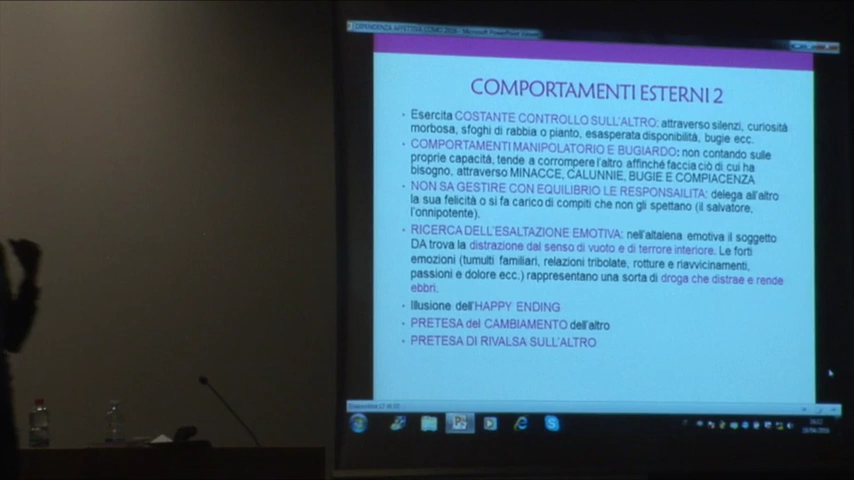 DIPENDENZA AFFETTIVA COMO 2016 - Microsoft PowerPoint
COMPORTAMENTI ESTERNI 2
• Esercita COSTANTE CONTROLLO SULL'ALTRO: attraverso silenzi, curiosità
morbosa, sfoghi di rabbia o pianto, esasperata disponibilità, bugie ecc.
• COMPORTAMENTI MANIPOLATORIO E BUGIARDO: non contando sulle
proprie capacità, tende a corrompere l'altro affinché faccia ciò di cui ha
bisogno, attraverso MINACCE, CALUNNIE, BUGIE E COMPIACENZA
• NON SA GESTIRE CON EQUILIBRIO LE RESPONSAILITA: delega all'altro
la sua felicità o si fa carico di compiti che non gli spettano (il salvatore,
l'onnipotente).
• RICERCA DELL'ESALTAZIONE EMOTIVA: nell'altalena emotiva il soggetto
DA trova la distrazione dal senso di vuoto e di terrore interiore. Le forti
emozioni (tumulti familiari, relazioni tribolate, rotture e riavvicinamenti,
passioni e dolore ecc.) rappresentano una sorta di droga che distrae e rende
ebbri.
• Illusione dell'HAPPY ENDING
• PRETESA del CAMBIAMENTO dell'altro
• PRETESA DI RIVALSA SULL'ALTRO